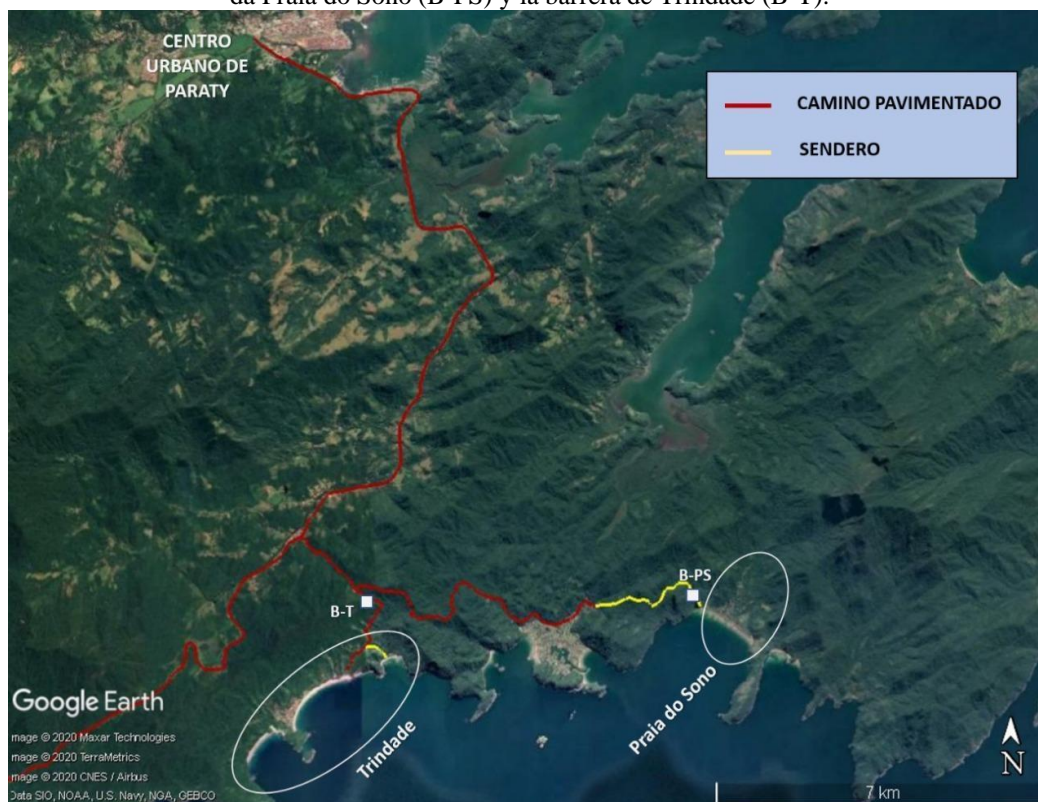 da Praia do Sono (B-PS) y la barrera de Trindade (B-T).
CENTRO
URBANO DE
PARATY
CAMINO PAVIMENTADO
SENDERO
B-PS
B-T
Praia do Sono
Trindade
Google Earth
mage © 2020 Maxar Technologies
mage © 2020 TerraMetrics
mage © 2020 CNES / Airbus
Data SIO, NOAA, U.S. Navy, NGA, GEBCO
N
7 km